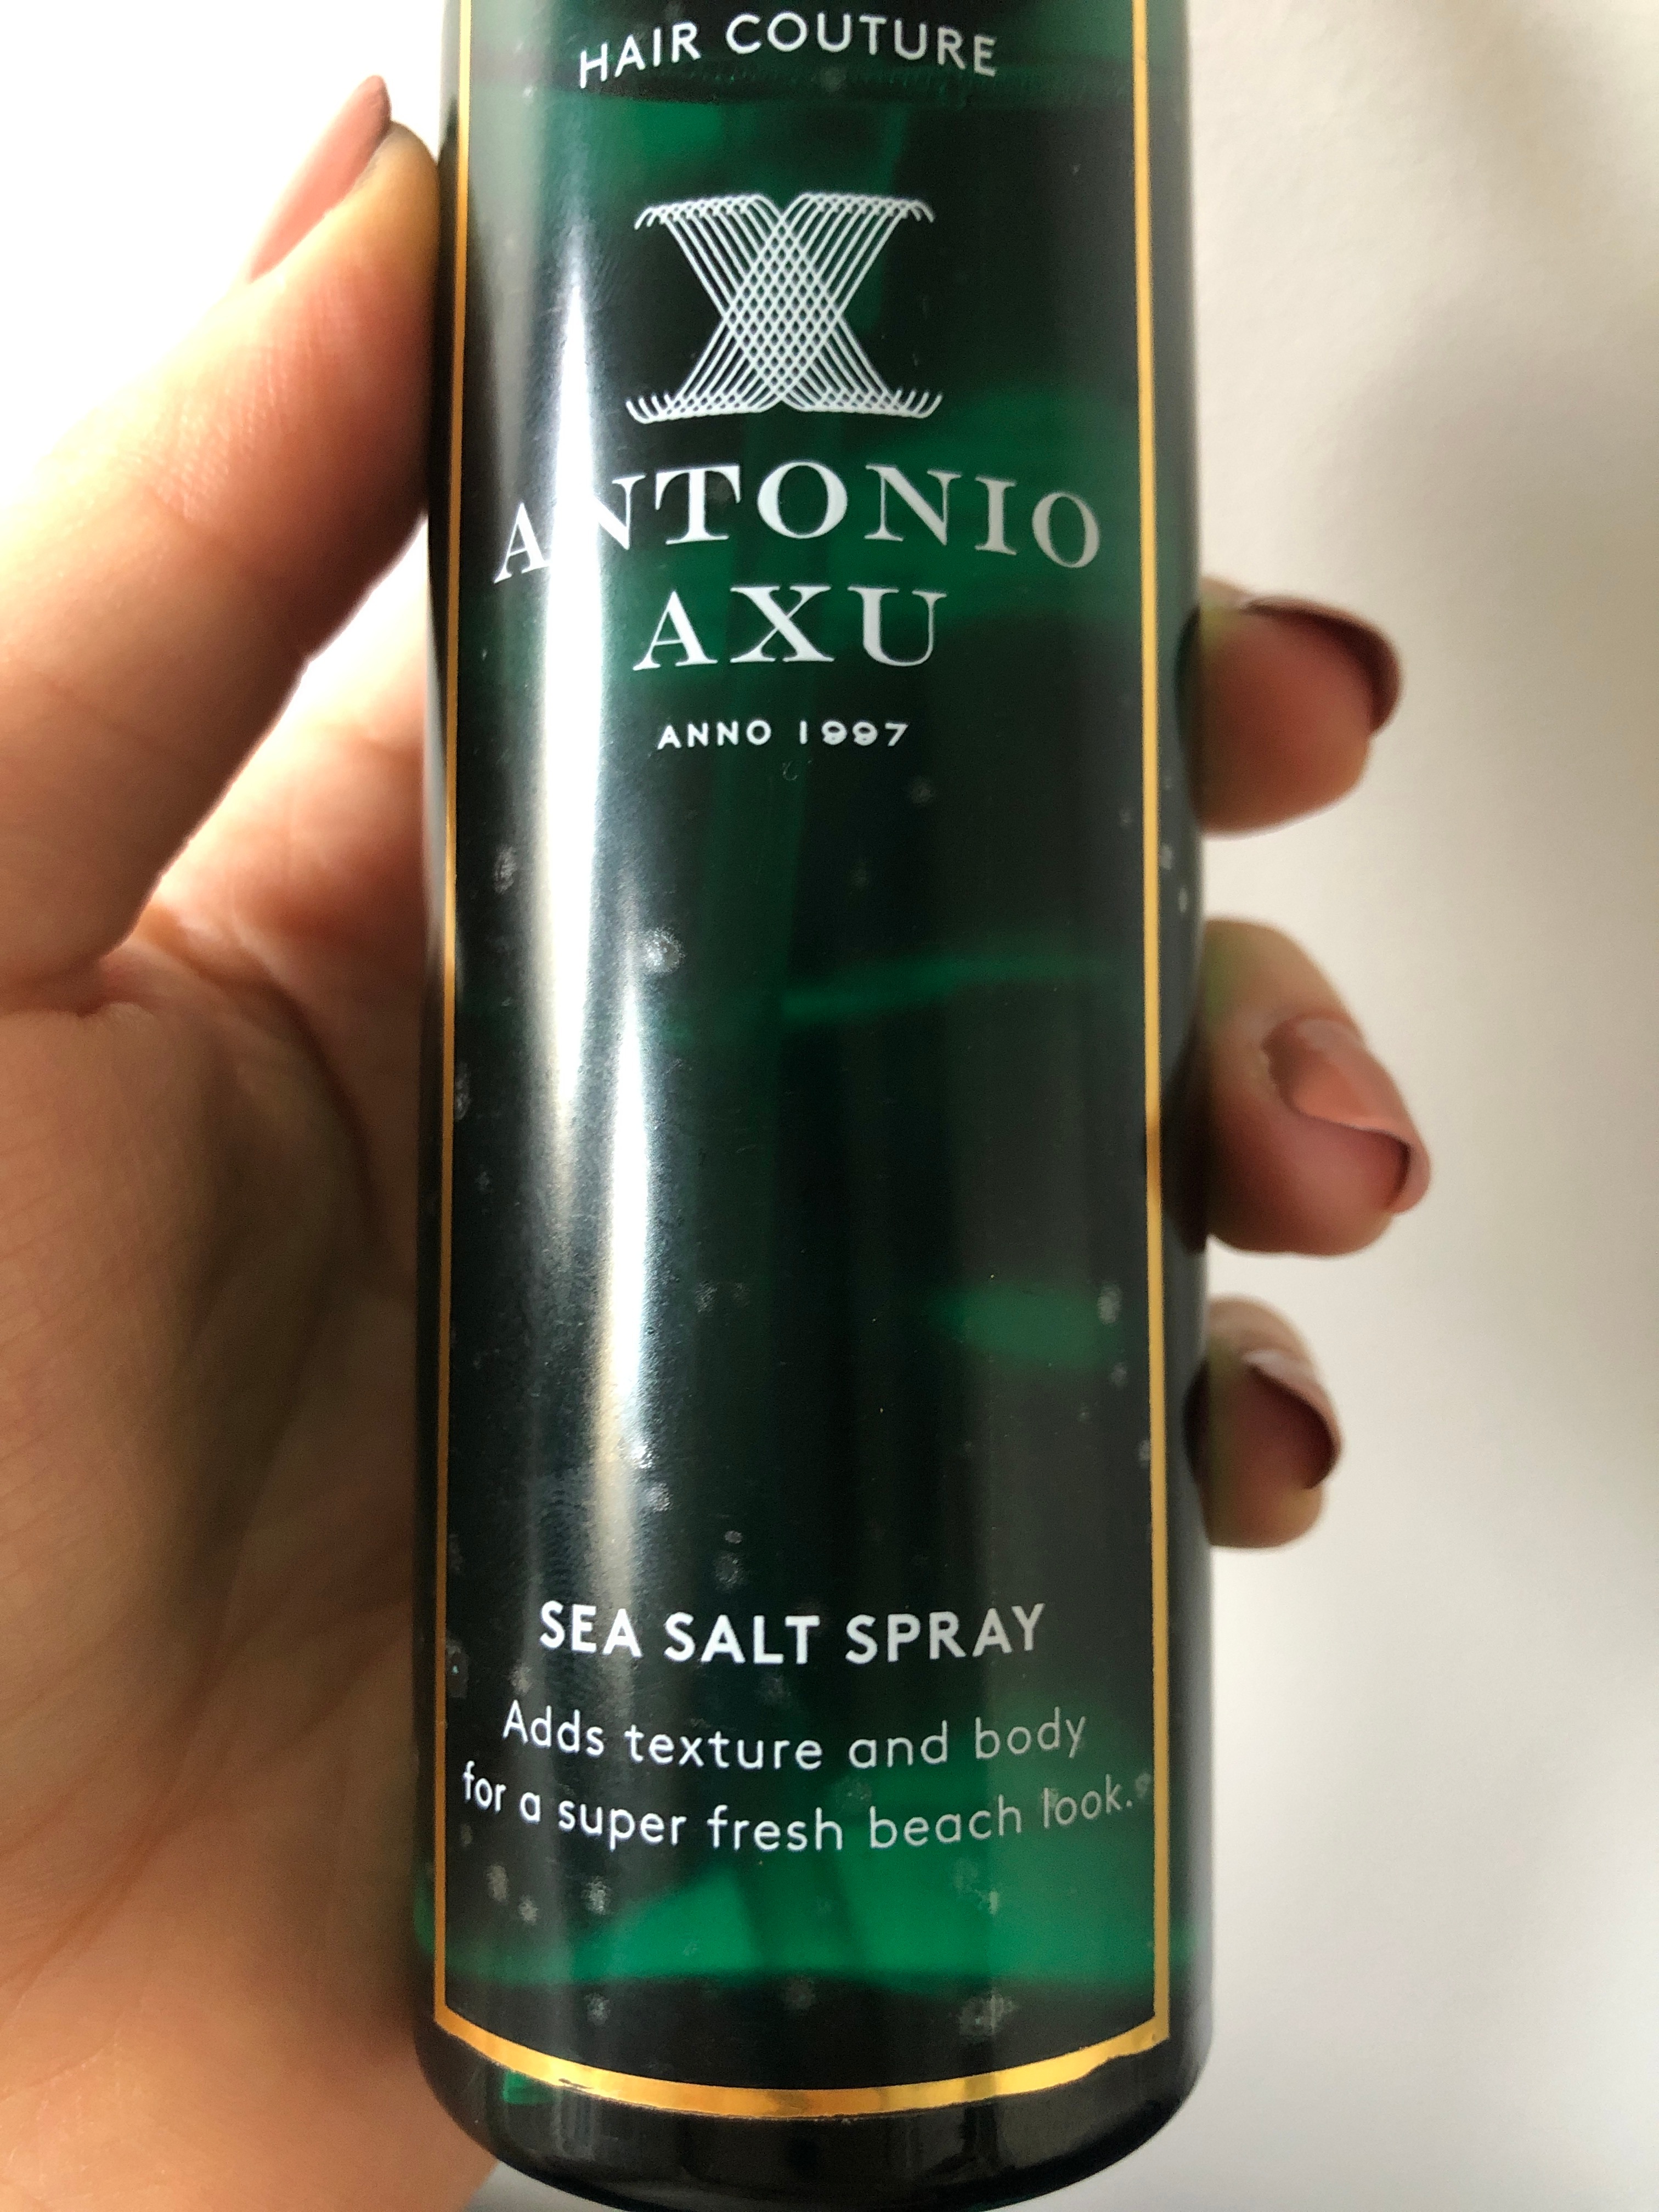 HAIR COUTURE
ANTONIO
AXU
ANNO 1997
SEA SALT SPRAY
Adds texture and body
for a super fresh beach look.